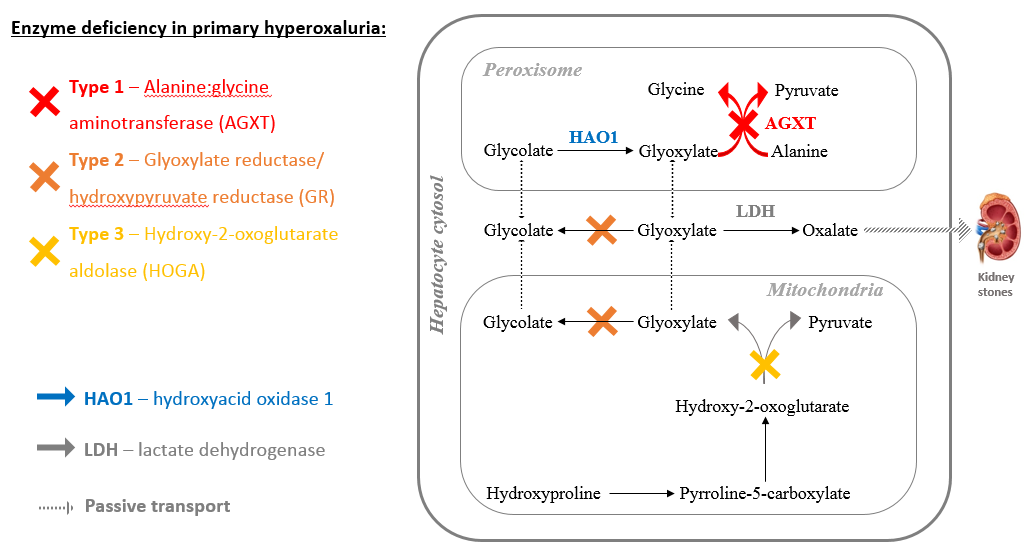 Enzyme deficiency in primary hyperoxaluria:
Type 1 – Alanine:glycine
aminotransferase (AGXT)
Type 2 – Glyoxylate reductase/
hydroxypyruvate reductase (GR)
Type 3 – Hydroxy-2-oxoglutarate
aldolase (HOGA)
HAO1 – hydroxyacid oxidase 1
LDH – lactate dehydrogenase
Passive transport
Hepatocyte cytosol
Peroxisome
Glycine Pyruvate
HAO1 AGXT
Glycolate Glyoxylate Alanine
LDH
Glycolate Glyoxylate Oxalate
Kidney
stones
Mitochondria
Glycolate Glyoxylate Pyruvate
Hydroxy-2-oxoglutarate
Hydroxyproline Pyrroline-5-carboxylate